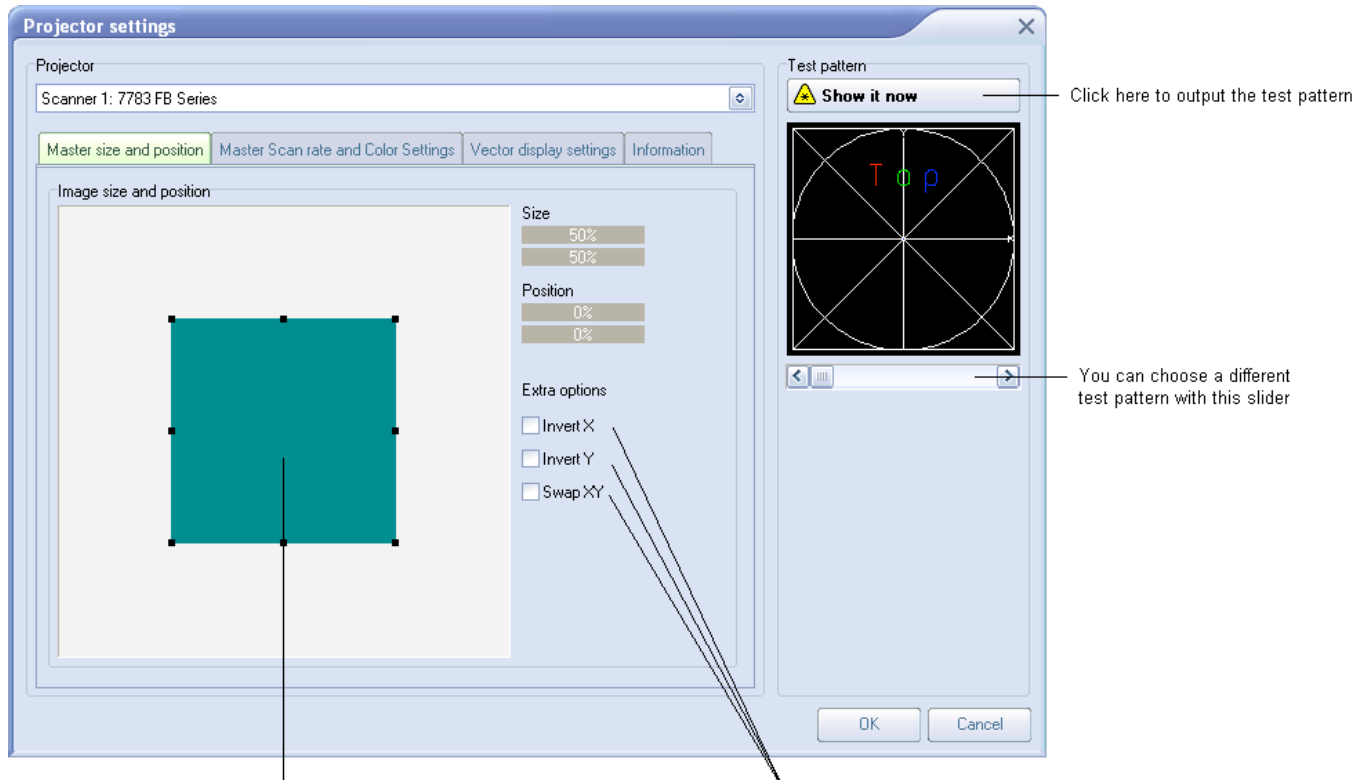 Projector settings
Projector
Scanner 1: 7783 FB Series
Master size and position
Master Scan rate and Color Settings
Vector display settings
Information
Image size and position
Size
50%
50%
Position
0%
0%
Extra options
Invert X
Invert Y
Swap XY
Test pattern
Show it now
Top
Click here to output the test pattern
You can choose a different
test pattern with this slider
OK
Cancel